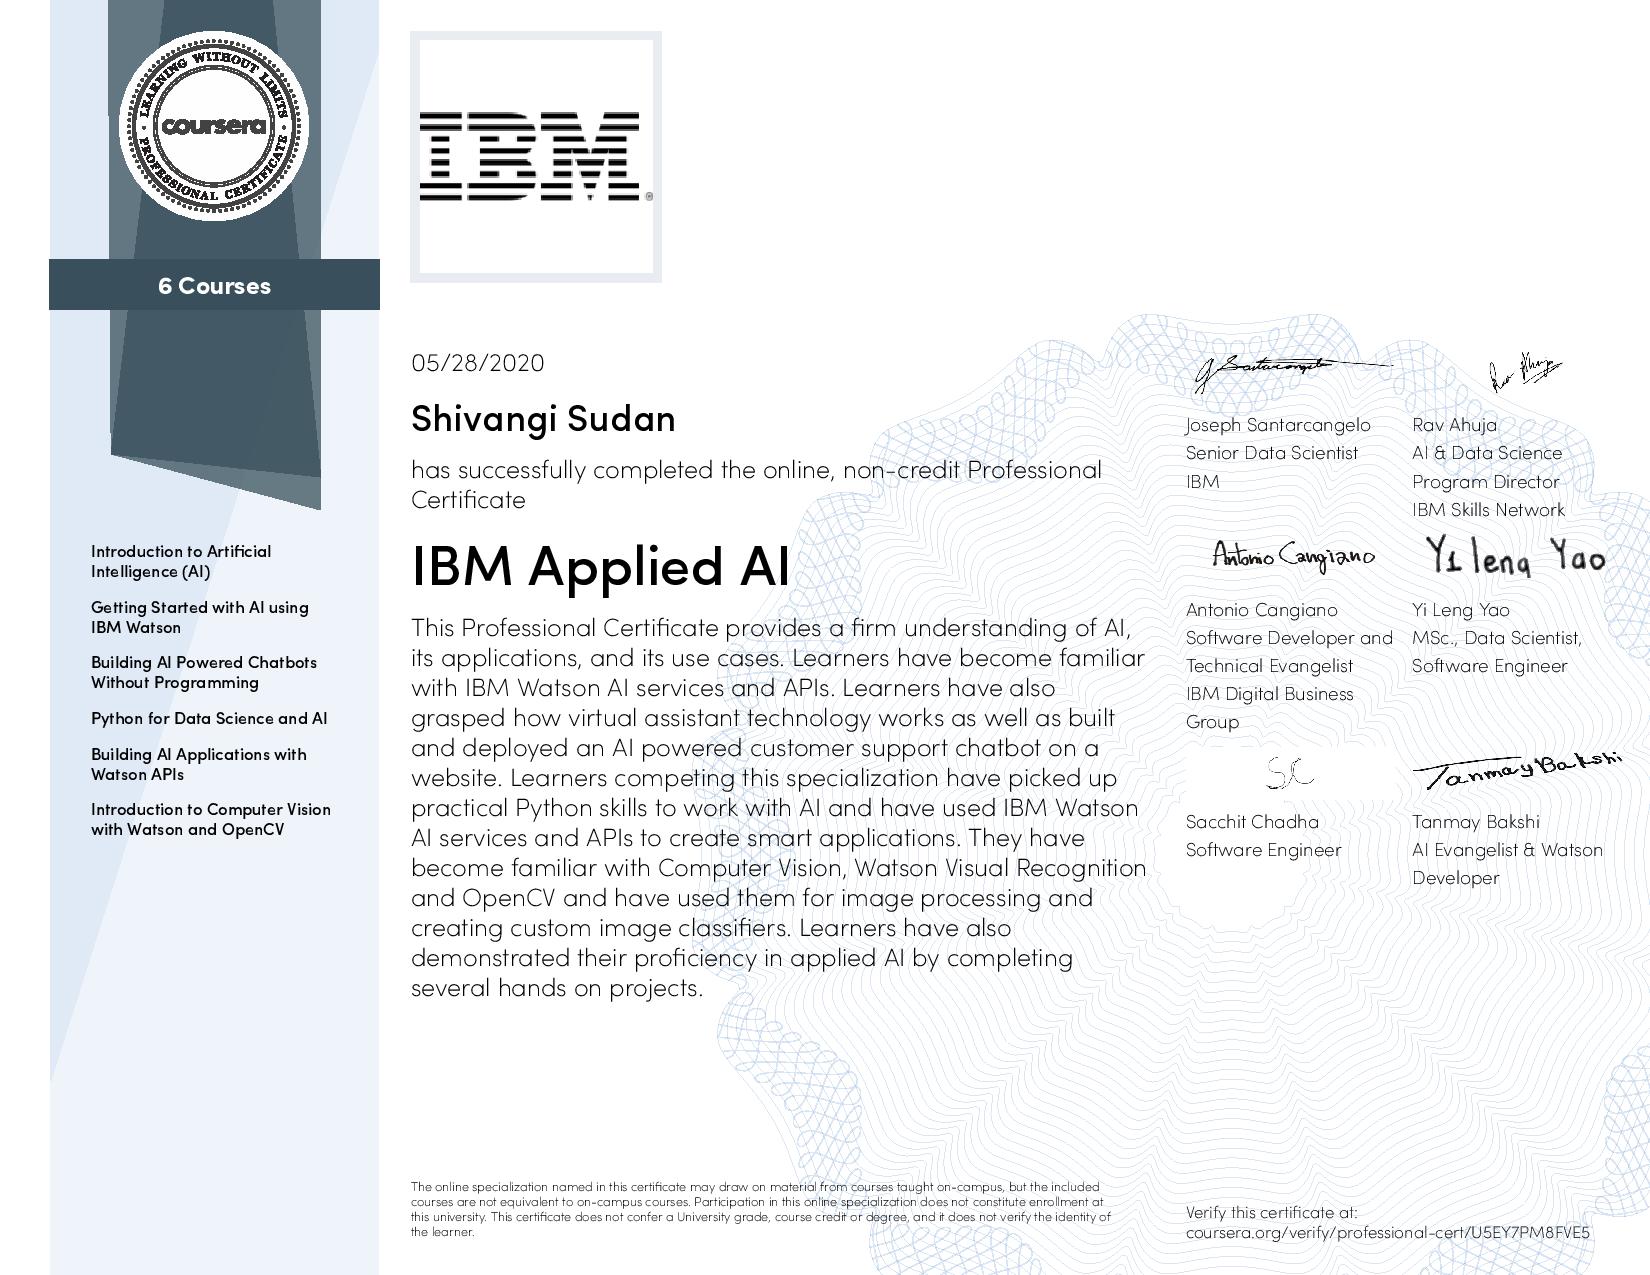 LEARNING WITHOUT LIMITS
coursera
PROFESSIONAL CERTIFICATE
6 Courses
Introduction to Artificial
Intelligence (AI)
Getting Started with AI using
IBM Watson
Building AI Powered Chatbots
Without Programming
Python for Data Science and AI
Building AI Applications with
Watson APIs
Introduction to Computer Vision
with Watson and OpenCV
IBM®
05/28/2020
Shivangi Sudan
has successfully completed the online, non-credit Professional
Certificate
IBM Applied AI
This Professional Certificate provides a firm understanding of AI,
its applications, and its use cases. Learners have become familiar
with IBM Watson AI services and APIs. Learners have also
grasped how virtual assistant technology works as well as built
and deployed an AI powered customer support chatbot on a
website. Learners competing this specialization have picked up
practical Python skills to work with AI and have used IBM Watson
AI services and APIs to create smart applications. They have
become familiar with Computer Vision, Watson Visual Recognition
and OpenCV and have used them for image processing and
creating custom image classifiers. Learners have also
demonstrated their proficiency in applied AI by completing
several hands on projects.
J Santarcangelo
Joseph Santarcangelo
Senior Data Scientist
IBM
Rav Ahuja
Rav Ahuja
AI & Data Science
Program Director
IBM Skills Network
Antonio Cangiano
Antonio Cangiano
Software Developer and
Technical Evangelist
IBM Digital Business
Group
Yi leng Yao
Yi Leng Yao
MSc., Data Scientist,
Software Engineer
SC
Sacchit Chadha
Software Engineer
Tanmay Bakshi
Tanmay Bakshi
AI Evangelist & Watson
Developer
The online specialization named in this certificate may draw on material from courses taught on-campus, but the included
courses are not equivalent to on-campus courses. Participation in this online specialization does not constitute enrollment at
this university. This certificate does not confer a University grade, course credit or degree, and it does not verify the identity of
the learner.
Verify this certificate at:
coursera.org/verify/professional-cert/U5EY7PM8FVE5